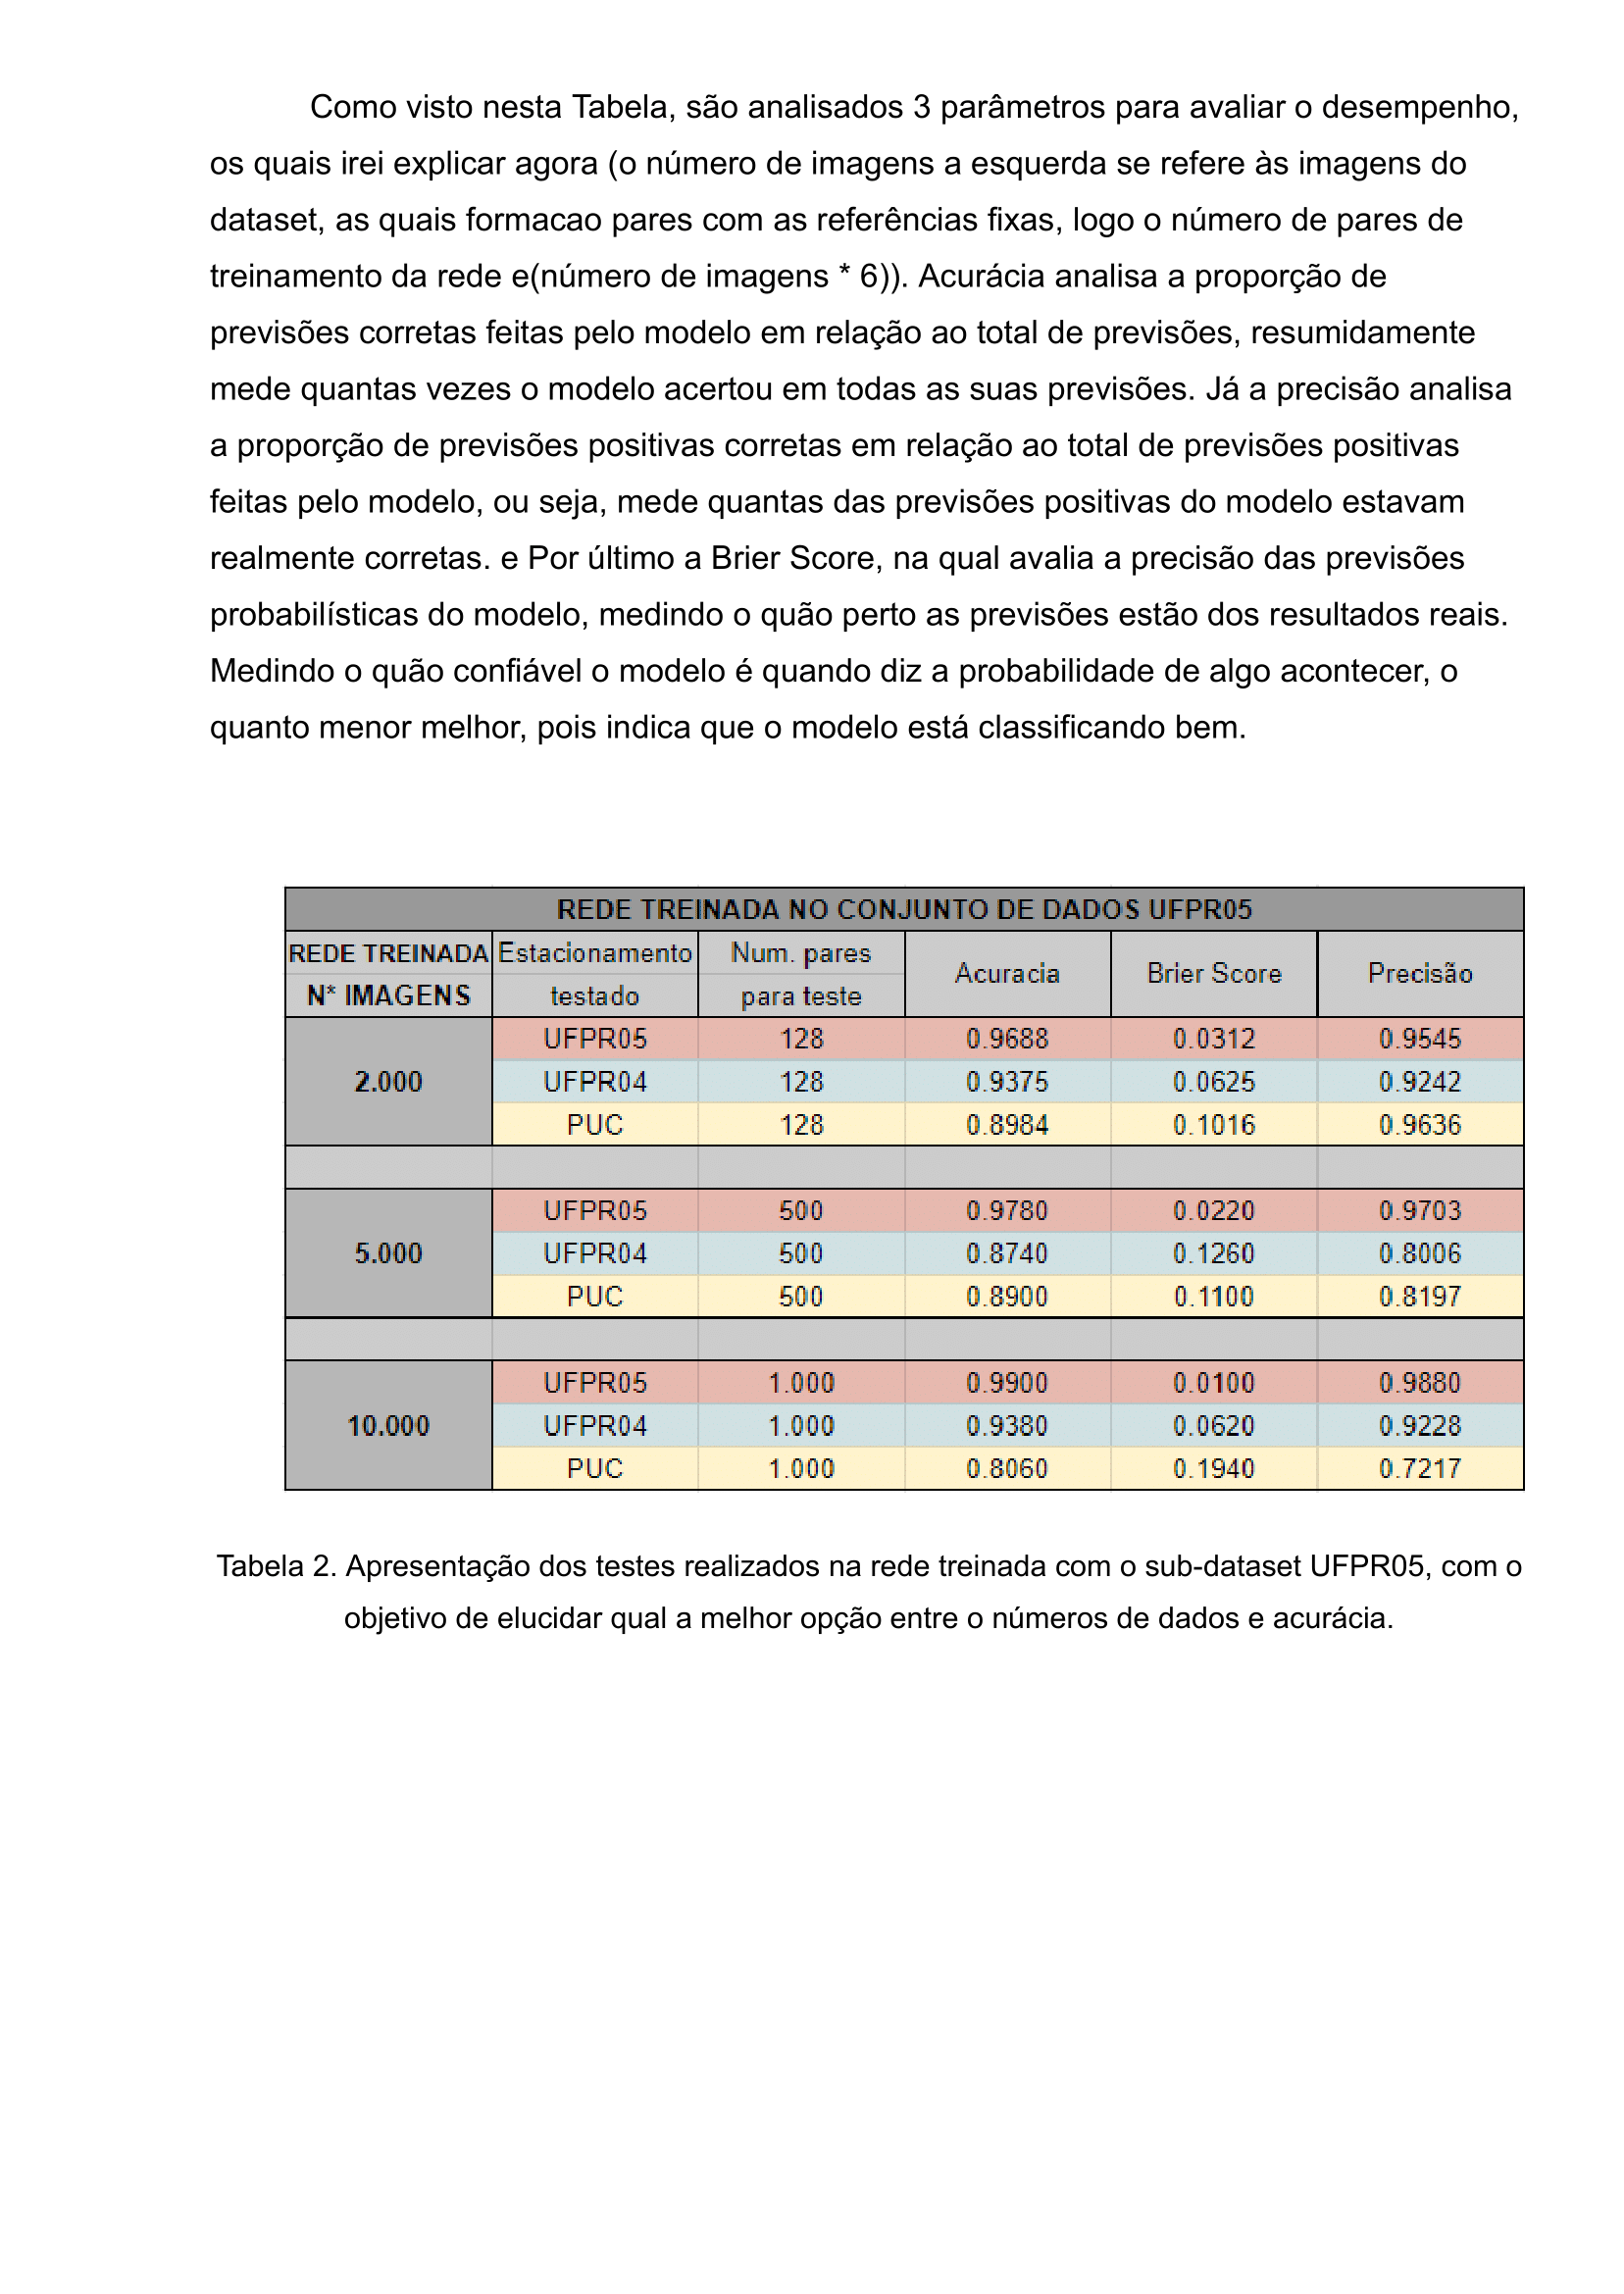 Como visto nesta Tabela, são analisados 3 parâmetros para avaliar o desempenho,
os quais irei explicar agora (o número de imagens a esquerda se refere às imagens do
dataset, as quais formacao pares com as referências fixas, logo o número de pares de
treinamento da rede e(número de imagens * 6)). Acurácia analisa a proporção de
previsões corretas feitas pelo modelo em relação ao total de previsões, resumidamente
mede quantas vezes o modelo acertou em todas as suas previsões. Já a precisão analisa
a proporção de previsões positivas corretas em relação ao total de previsões positivas
feitas pelo modelo, ou seja, mede quantas das previsões positivas do modelo estavam
realmente corretas. e Por último a Brier Score, na qual avalia a precisão das previsões
probabilísticas do modelo, medindo o quão perto as previsões estão dos resultados reais.
Medindo o quão confiável o modelo é quando diz a probabilidade de algo acontecer, o
quanto menor melhor, pois indica que o modelo está classificando bem.
REDE TREINADA NO CONJUNTO DE DADOS UFPR05
REDE TREINADA Estacionamento Num. pares Acuracia Brier Score Precisão
N* IMAGENS testado para teste
UFPR05 128 0.9688 0.0312 0.9545
2.000 UFPR04 128 0.9375 0.0625 0.9242
PUC 128 0.8984 0.1016 0.9636
UFPR05 500 0.9780 0.0220 0.9703
5.000 UFPR04 500 0.8740 0.1260 0.8006
PUC 500 0.8900 0.1100 0.8197
UFPR05 1.000 0.9900 0.0100 0.9880
10.000 UFPR04 1.000 0.9380 0.0620 0.9228
PUC 1.000 0.8060 0.1940 0.7217
Tabela 2. Apresentação dos testes realizados na rede treinada com o sub-dataset UFPR05, com o
objetivo de elucidar qual a melhor opção entre o números de dados e acurácia.